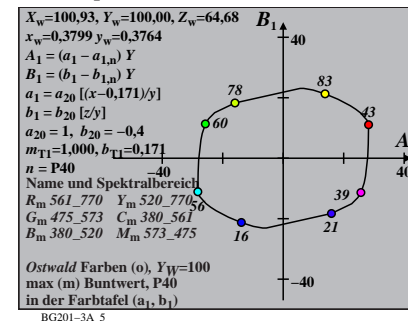 Xw=100,93, Yw=100,00, Zw=64,68
xw=0,3799 yw=0,3764
A1 = (a1 – a1,n) Y
B1 = (b1 – b1,n) Y
a1 = a20 [(x–0,171)/y]
b1 = b20 [z/y]
a20 = 1, b20 = –0,4
mT1=1,000, bT1=0,171
n = P40
Name und Spektralbereich
Rm 561_770 Ym 520_770
Gm 475_573 Cm 380_561
Bm 380_520 Mm 573_475
Ostwald Farben (o), YW=100
max (m) Buntwert, P40
in der Farbtafel (a1, b1)
B1
40
A
–40
40
–40
78
83
60
43
56
39
16
21
BG201–3A_5